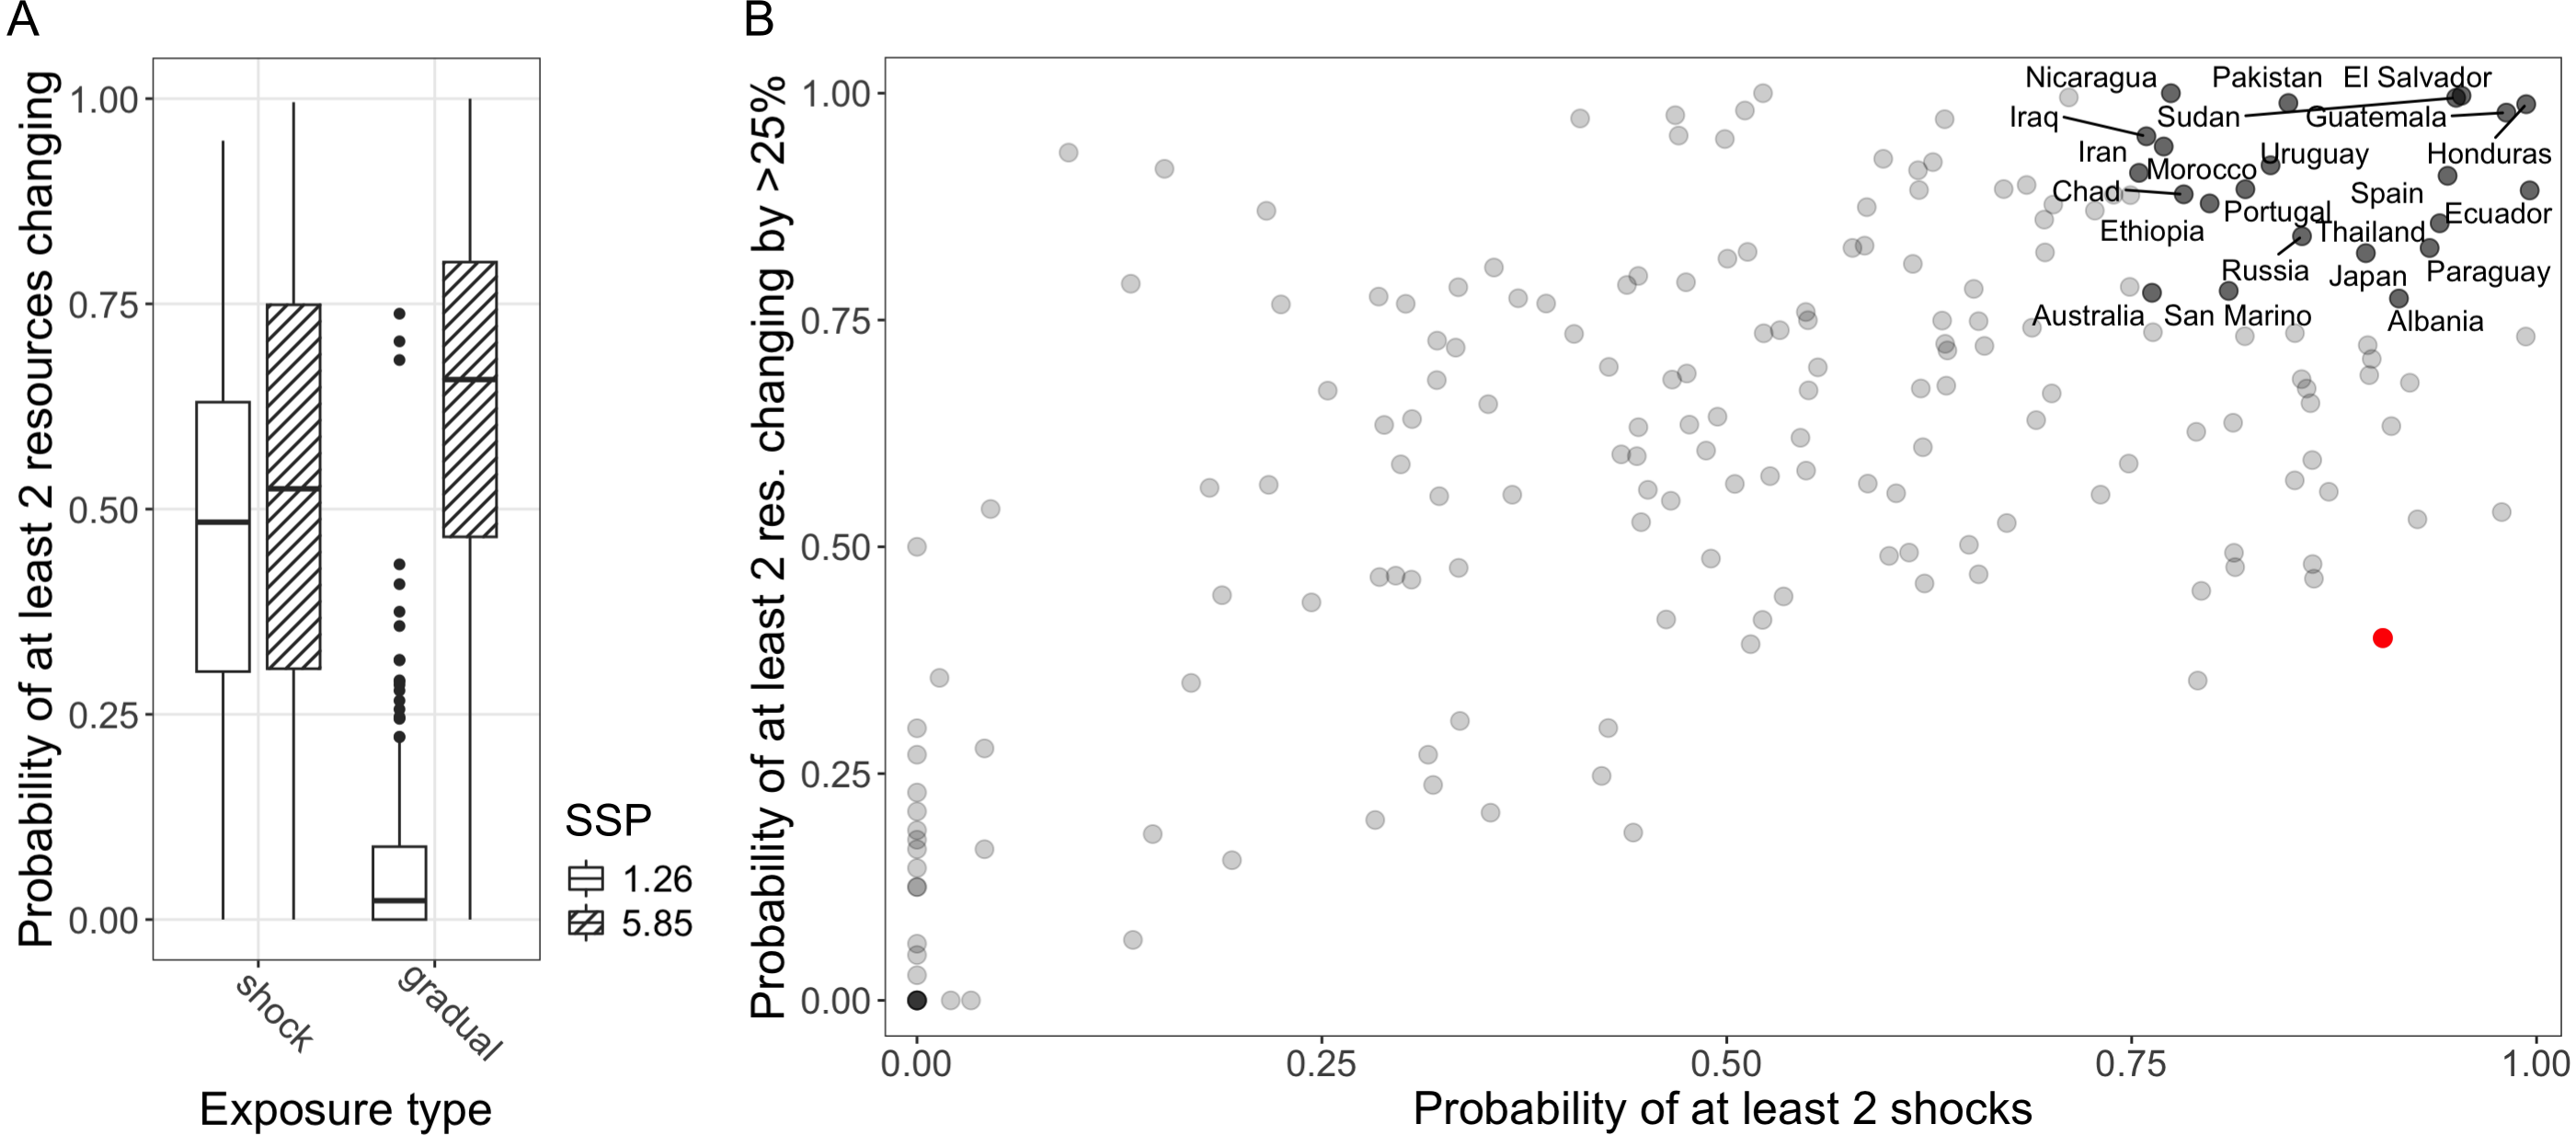 A
Probability of at least 2 resources changing
1.00
0.75
0.50
0.25
0.00
shock
gradual
Exposure type
SSP
1.26
5.85
B
Probability of at least 2 res. changing by >25%
1.00
0.75
0.50
0.25
0.00
Nicaragua
Pakistan
El Salvador
Iraq
Sudan
Guatemala
Iran
Morocco
Uruguay
Honduras
Chad
Spain
Portugal
Ecuador
Ethiopia
Thailand
Russia
Japan
Paraguay
Australia
San Marino
Albania
0.00
0.25
0.50
0.75
1.00
Probability of at least 2 shocks